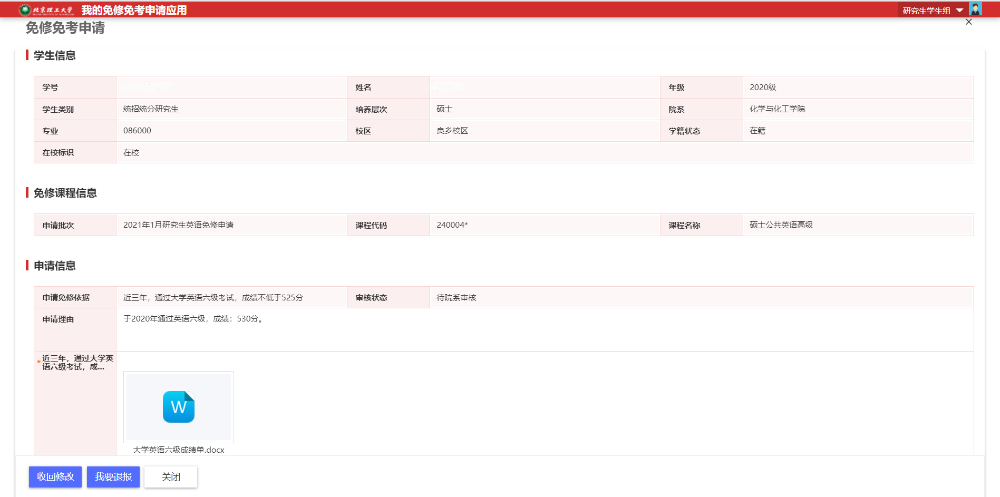 北京理工大学 我的免修免考申请应用 研究生学生组
BEIJING INSTITUTE OF TECHNOLOGY
免修免考申请
学生信息
学号 姓名 年级 2020级
学生类别 统招统分研究生 培养层次 硕士 院系 化学与化工学院
专业 086000 校区 良乡校区 学籍状态 在籍
在校标识 在校
免修课程信息
申请批次 2021年1月研究生英语免修申请 课程代码 240004* 课程名称 硕士公共英语高级
申请信息
申请免修依据 近三年，通过大学英语六级考试，成绩不低于525分 审核状态 待院系审核
申请理由 于2020年通过英语六级，成绩：530分。
*近三年，通过大学英
语六级考试，成...
W
大学英语六级成绩单.docx
收回修改 我要退报 关闭